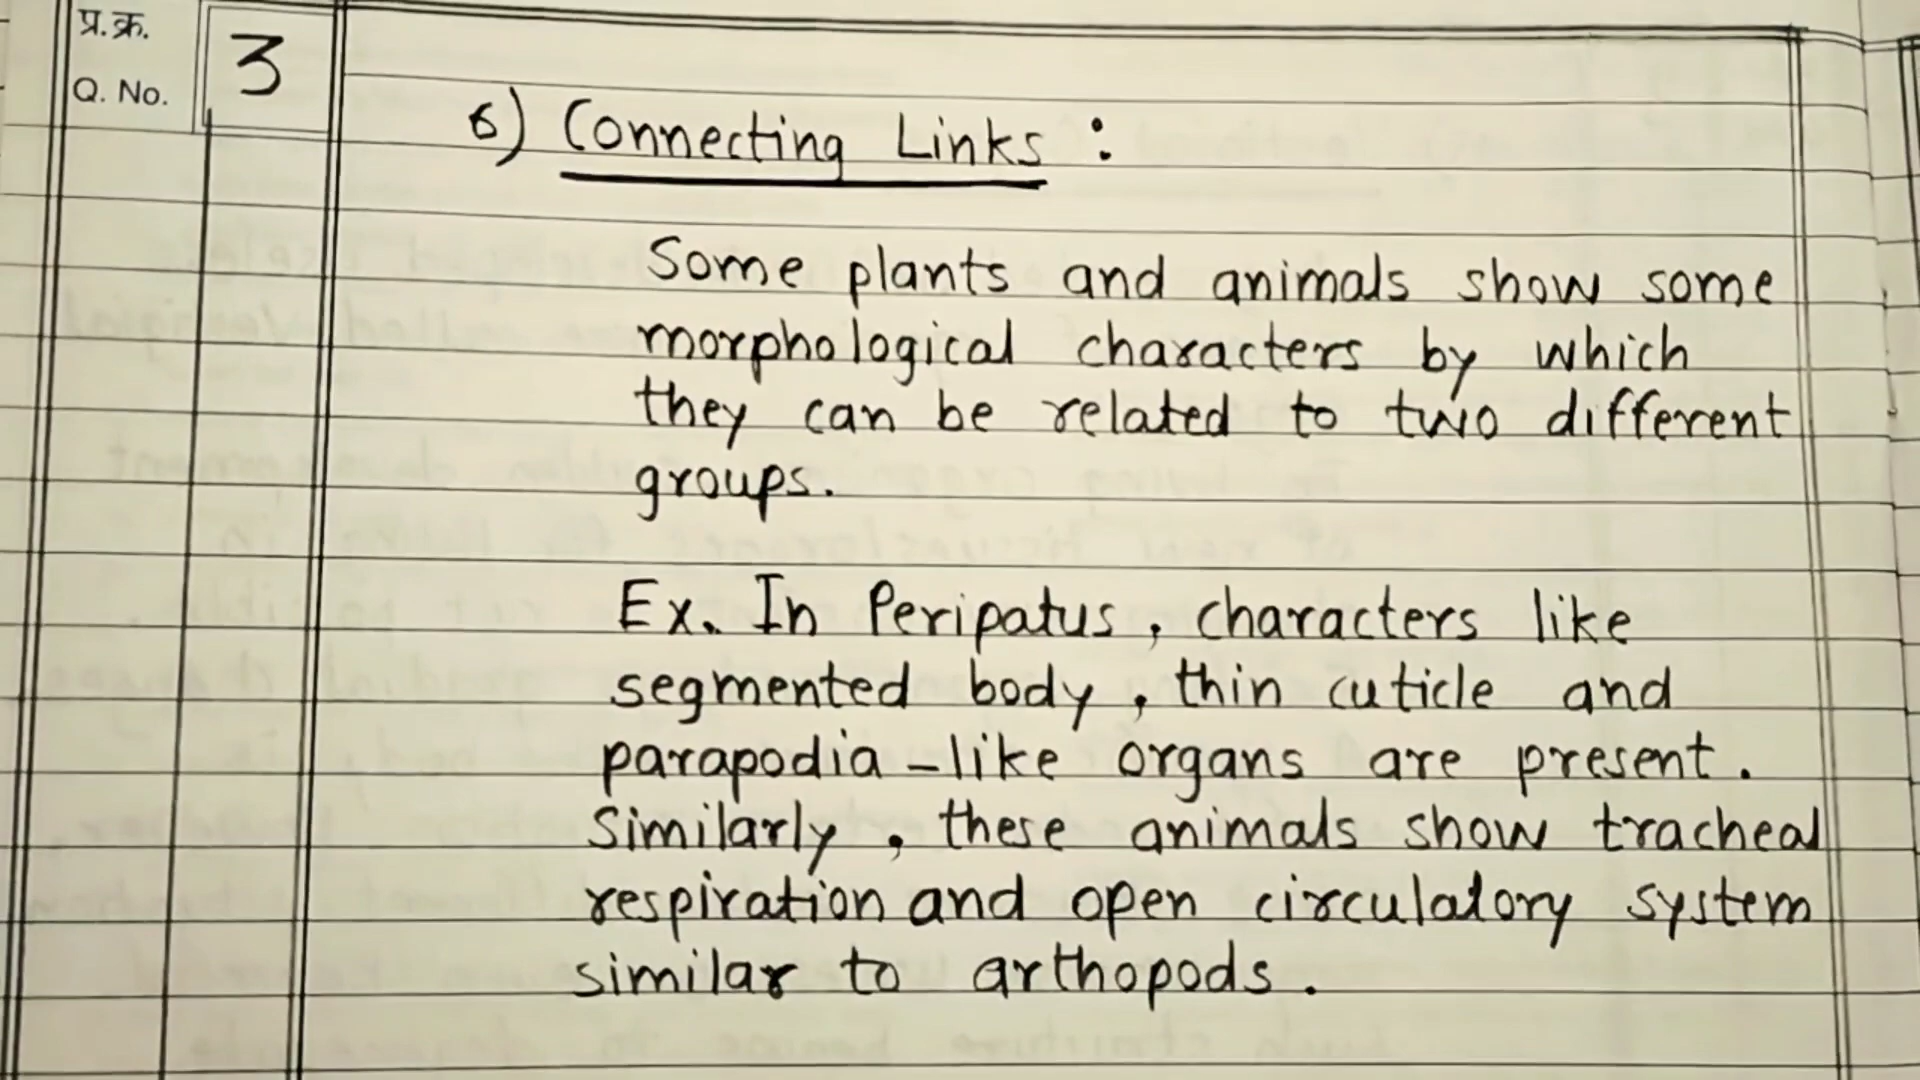 प्र.क्र.
Q. No.
3
6) Connecting Links :
Some plants and animals show some
morphological characters by which
they can be related to two different
groups.
Ex. In Peripatus, characters like
segmented body, thin cuticle and
parapodia-like organs are present.
Similarly, these animals show tracheal
respiration and open circulatory system
similar to arthopods.